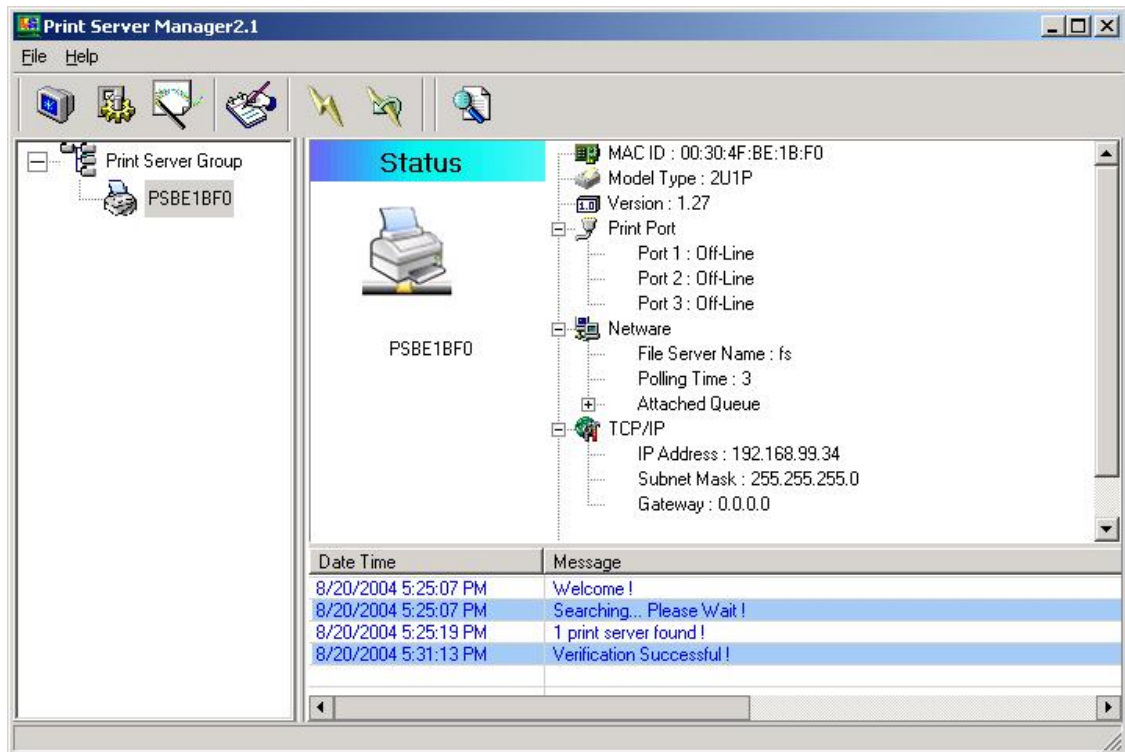 Print Server Manager2.1
File Help
Print Server Group
PSBE1BF0
Status
PSBE1BF0
MAC ID : 00:30:4F:BE:1B:F0
Model Type : 2U1P
1.0 Version : 1.27
Print Port
Port 1 : Off-Line
Port 2 : Off-Line
Port 3 : Off-Line
Netware
File Server Name : fs
Polling Time : 3
Attached Queue
TCP/IP
IP Address : 192.168.99.34
Subnet Mask : 255.255.255.0
Gateway : 0.0.0.0
Date Time Message
8/20/2004 5:25:07 PM Welcome !
8/20/2004 5:25:07 PM Searching... Please Wait !
8/20/2004 5:25:19 PM 1 print server found !
8/20/2004 5:31:13 PM Verification Successful !